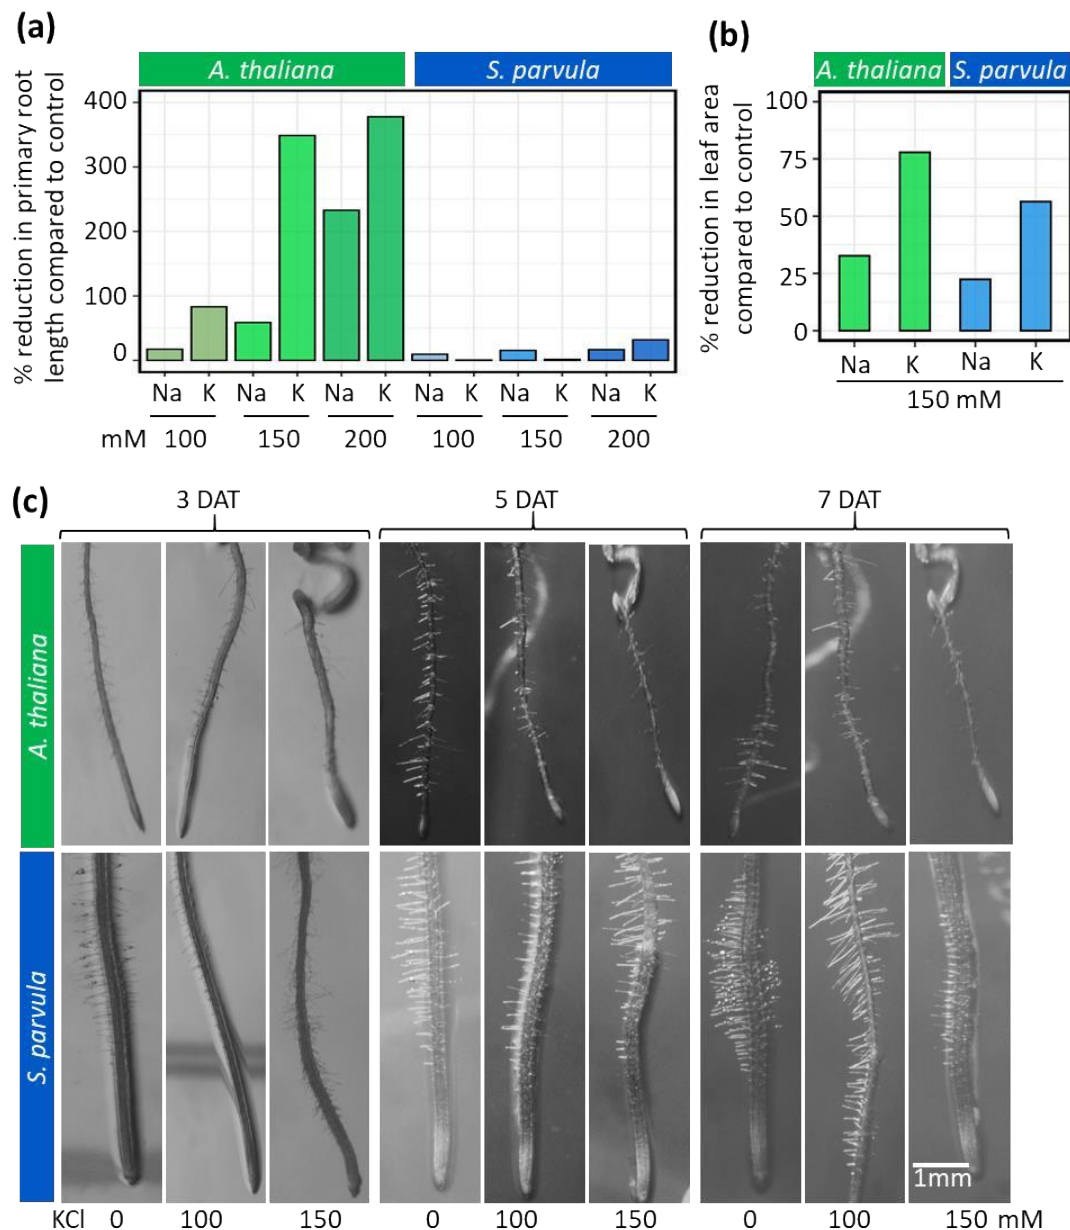 (a)
A. thaliana S. parvula
% reduction in primary root
length compared to control
400
300
200
100
0
Na K Na K Na K Na K Na K Na K
mM 100 150 200 100 150 200
(b)
A. thaliana S. parvula
% reduction in leaf area
compared to control
100
75
50
25
0
Na K Na K
150 mM
(c)
3 DAT 5 DAT 7 DAT
A. thaliana
S. parvula
1mm
KCl 0 100 150 0 100 150 0 100 150 mM